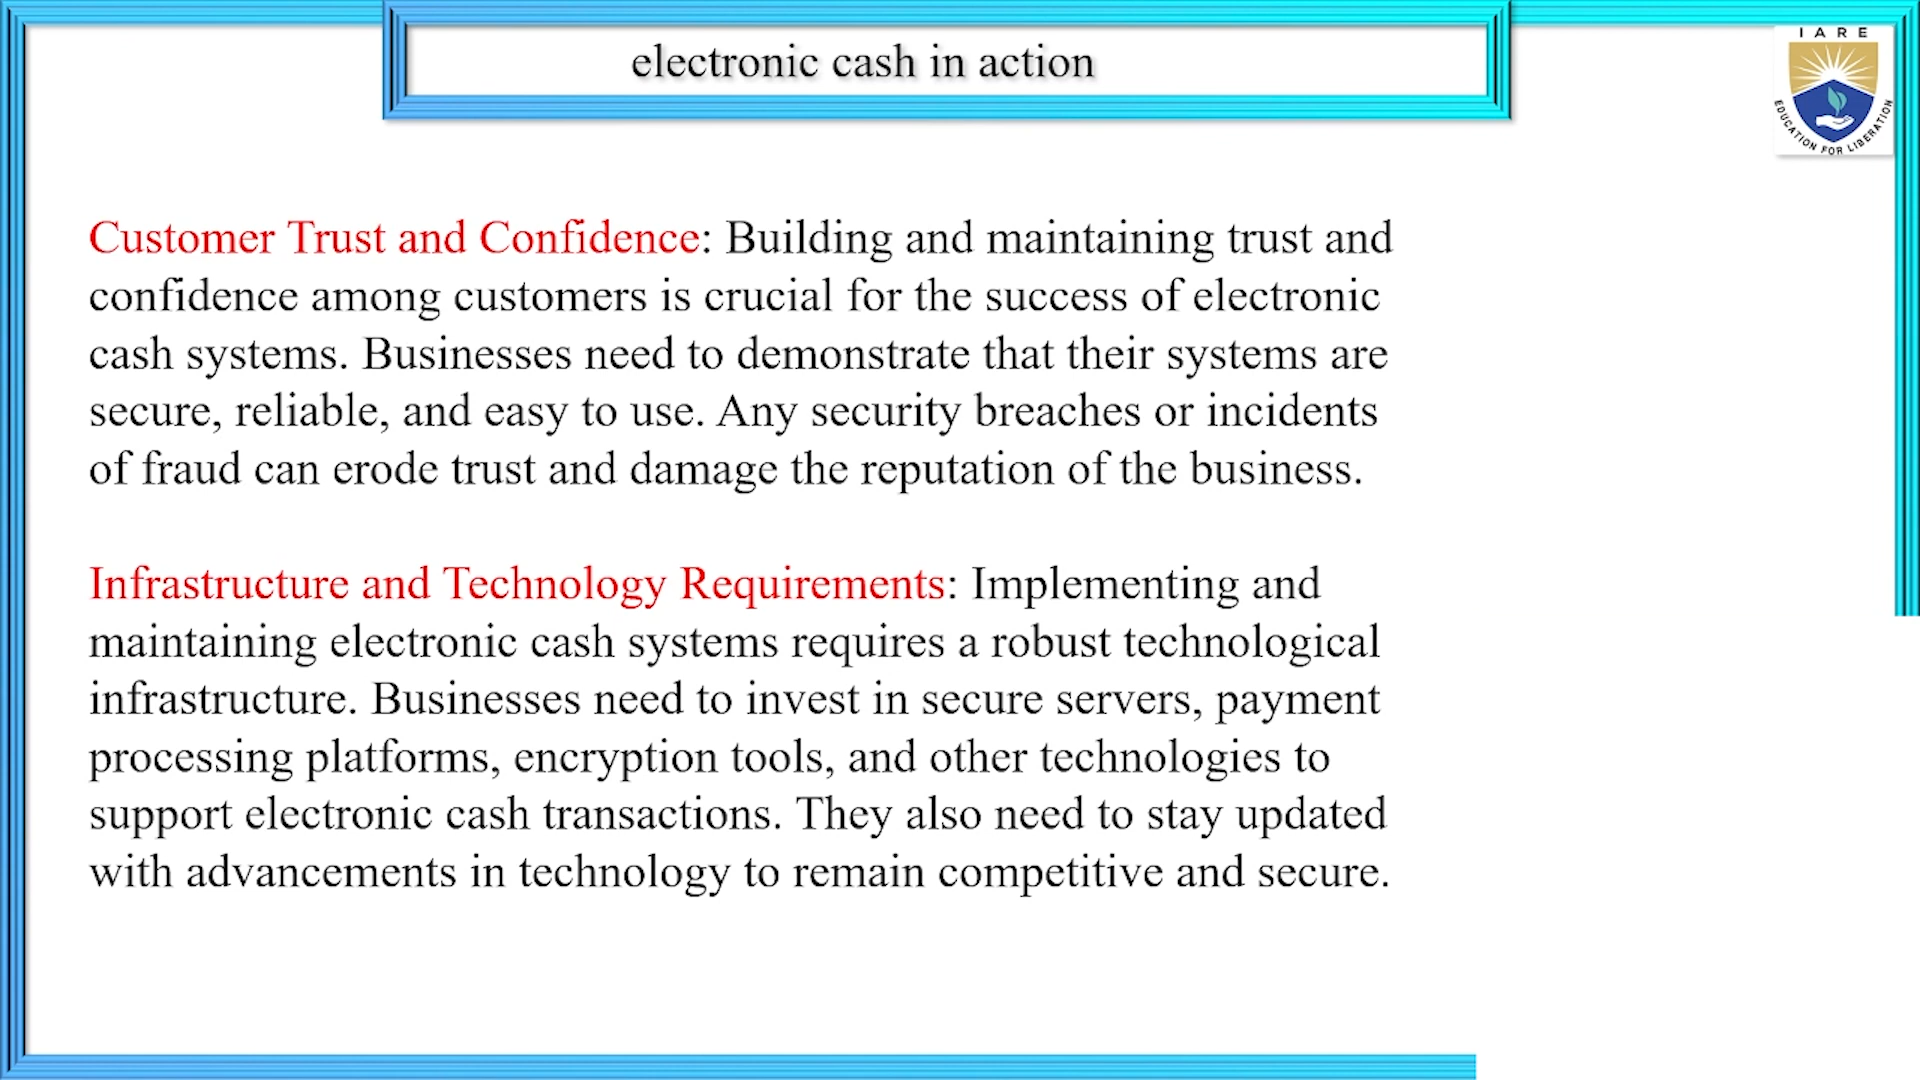 electronic cash in action
I A R E
EDUCATION FOR LIBERATION
Customer Trust and Confidence: Building and maintaining trust and
confidence among customers is crucial for the success of electronic
cash systems. Businesses need to demonstrate that their systems are
secure, reliable, and easy to use. Any security breaches or incidents
of fraud can erode trust and damage the reputation of the business.
Infrastructure and Technology Requirements: Implementing and
maintaining electronic cash systems requires a robust technological
infrastructure. Businesses need to invest in secure servers, payment
processing platforms, encryption tools, and other technologies to
support electronic cash transactions. They also need to stay updated
with advancements in technology to remain competitive and secure.